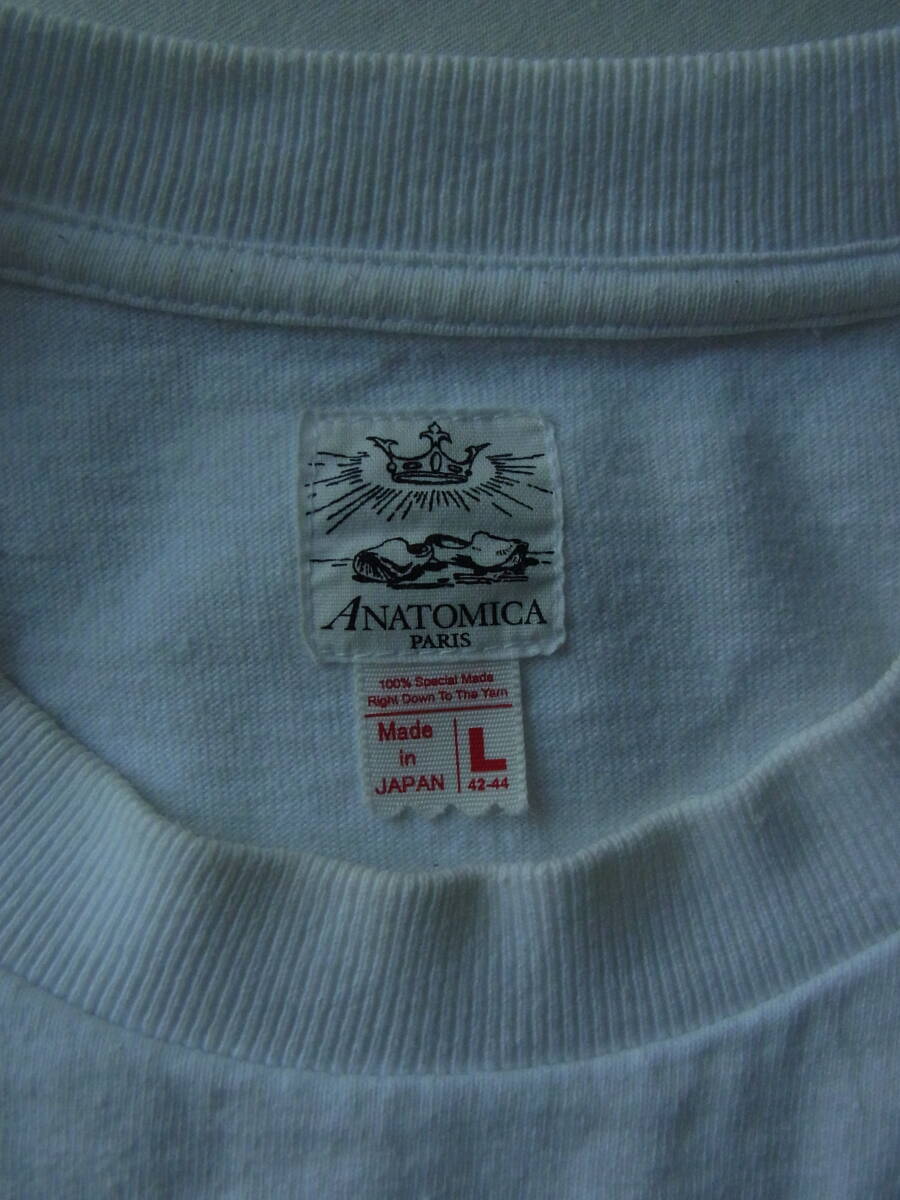 ANATOMICA
PARIS
100% Special Made
Right Down To The Yarn
Made
in
JAPAN
L
42-44